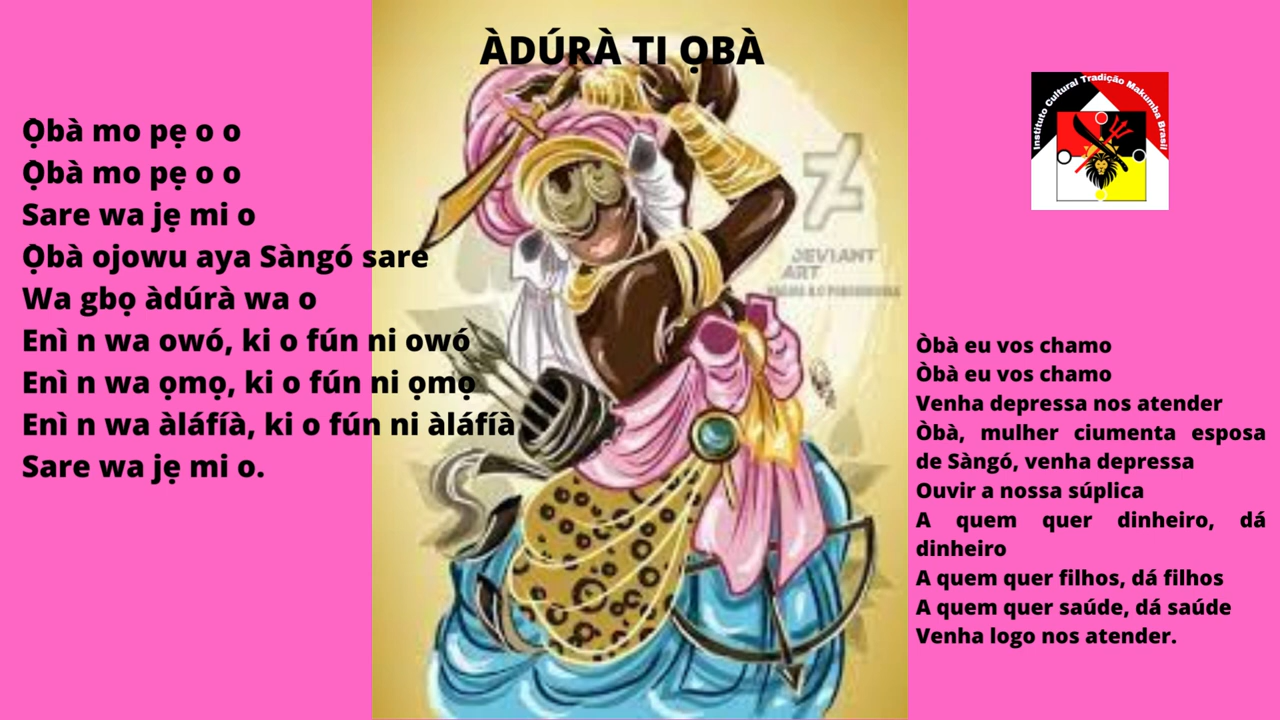 ÀDÚRÀ TI ỌBÀ
Ọbà mo pẹ o o
Ọbà mo pẹ o o
Sare wa jẹ mi o
Ọbà ojowu aya Sàngó sare
Wa gbọ àdúrà wa o
Enì n wa owó, ki o fún ni owó
Enì n wa ọmọ, ki o fún ni ọmọ
Enì n wa àláfíà, ki o fún ni àláfíà
Sare wa jẹ mi o.
Instituto Cultural Tradição Makumba Brasil
DEVIANT
ART
Òbà eu vos chamo
Òbà eu vos chamo
Venha depressa nos atender
Òbà, mulher ciumenta esposa
de Sàngó, venha depressa
Ouvir a nossa súplica
A quem quer dinheiro, dá
dinheiro
A quem quer filhos, dá filhos
A quem quer saúde, dá saúde
Venha logo nos atender.